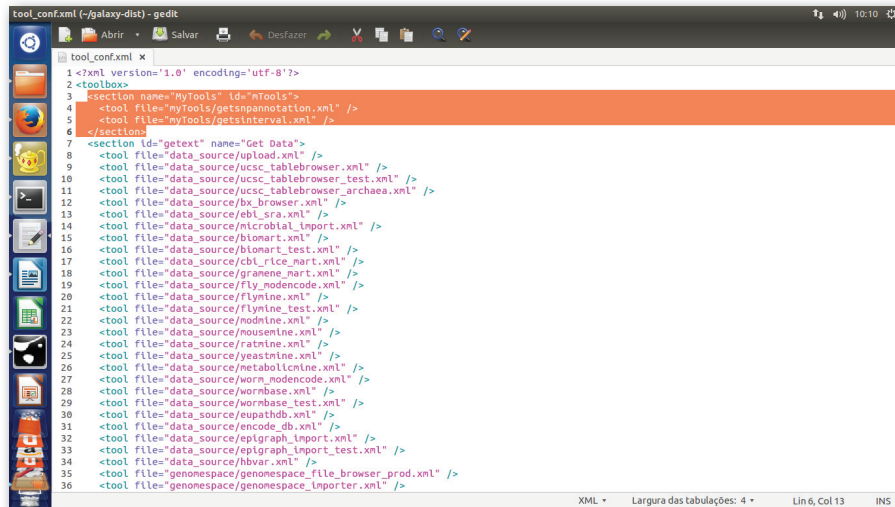 tool_conf.xml (~/galaxy-dist) - gedit
10:10
Abrir
Salvar
Desfazer
tool_conf.xml ×
1 <?xml version='1.0' encoding='utf-8'?>
2 <toolbox>
3 <section name="MyTools" id="mTools">
4 <tool file="myTools/getsnpannotation.xml" />
5 <tool file="myTools/getsinterval.xml" />
6 </section>
7 <section id="getext" name="Get Data">
8 <tool file="data_source/upload.xml" />
9 <tool file="data_source/ucsc_tablebrowser.xml" />
10 <tool file="data_source/ucsc_tablebrowser_test.xml" />
11 <tool file="data_source/ucsc_tablebrowser_archaea.xml" />
12 <tool file="data_source/bx_browser.xml" />
13 <tool file="data_source/ebi_sra.xml" />
14 <tool file="data_source/microbial_import.xml" />
15 <tool file="data_source/biomart.xml" />
16 <tool file="data_source/biomart_test.xml" />
17 <tool file="data_source/cbi_rice_mart.xml" />
18 <tool file="data_source/gramene_mart.xml" />
19 <tool file="data_source/fly_modencode.xml" />
20 <tool file="data_source/flymine.xml" />
21 <tool file="data_source/flymine_test.xml" />
22 <tool file="data_source/modmine.xml" />
23 <tool file="data_source/mousemine.xml" />
24 <tool file="data_source/ratmine.xml" />
25 <tool file="data_source/yeastmine.xml" />
26 <tool file="data_source/metabolicmine.xml" />
27 <tool file="data_source/worm_modencode.xml" />
28 <tool file="data_source/wormbase.xml" />
29 <tool file="data_source/wormbase_test.xml" />
30 <tool file="data_source/eupathdb.xml" />
31 <tool file="data_source/encode_db.xml" />
32 <tool file="data_source/epigraph_import.xml" />
33 <tool file="data_source/epigraph_import_test.xml" />
34 <tool file="data_source/hbvar.xml" />
35 <tool file="genomespace/genomespace_file_browser_prod.xml" />
36 <tool file="genomespace/genomespace_importer.xml" />
XML
Largura das tabulações: 4
Lin 6, Col 13
INS